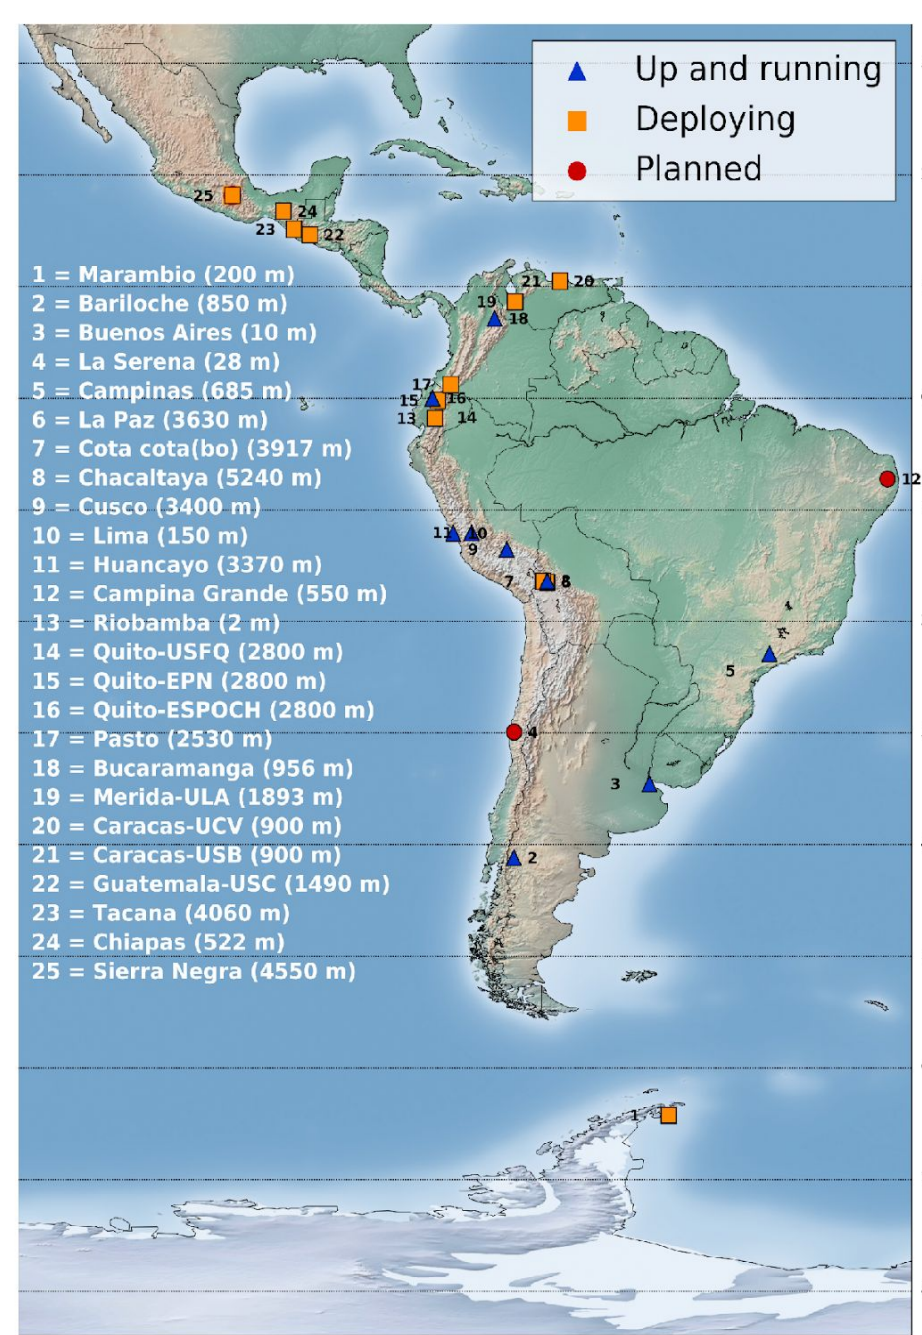 Up and running
Deploying
Planned
25
24
23
22
1 = Marambio (200 m)
2 = Bariloche (850 m)
3 = Buenos Aires (10 m)
4 = La Serena (28 m)
5 = Campinas (685 m)
6 = La Paz (3630 m)
7 = Cota cota(bo) (3917 m)
8 = Chacaltaya (5240 m)
9 = Cusco (3400 m)
10 = Lima (150 m)
11 = Huancayo (3370 m)
12 = Campina Grande (550 m)
13 = Riobamba (2 m)
14 = Quito-USFQ (2800 m)
15 = Quito-EPN (2800 m)
16 = Quito-ESPOCH (2800 m)
17 = Pasto (2530 m)
18 = Bucaramanga (956 m)
19 = Merida-ULA (1893 m)
20 = Caracas-UCV (900 m)
21 = Caracas-USB (900 m)
22 = Guatemala-USC (1490 m)
23 = Tacana (4060 m)
24 = Chiapas (522 m)
25 = Sierra Negra (4550 m)
21 20
19
18
17
15 16
13 14
12
11 10
9
7
5
4
3
2
1